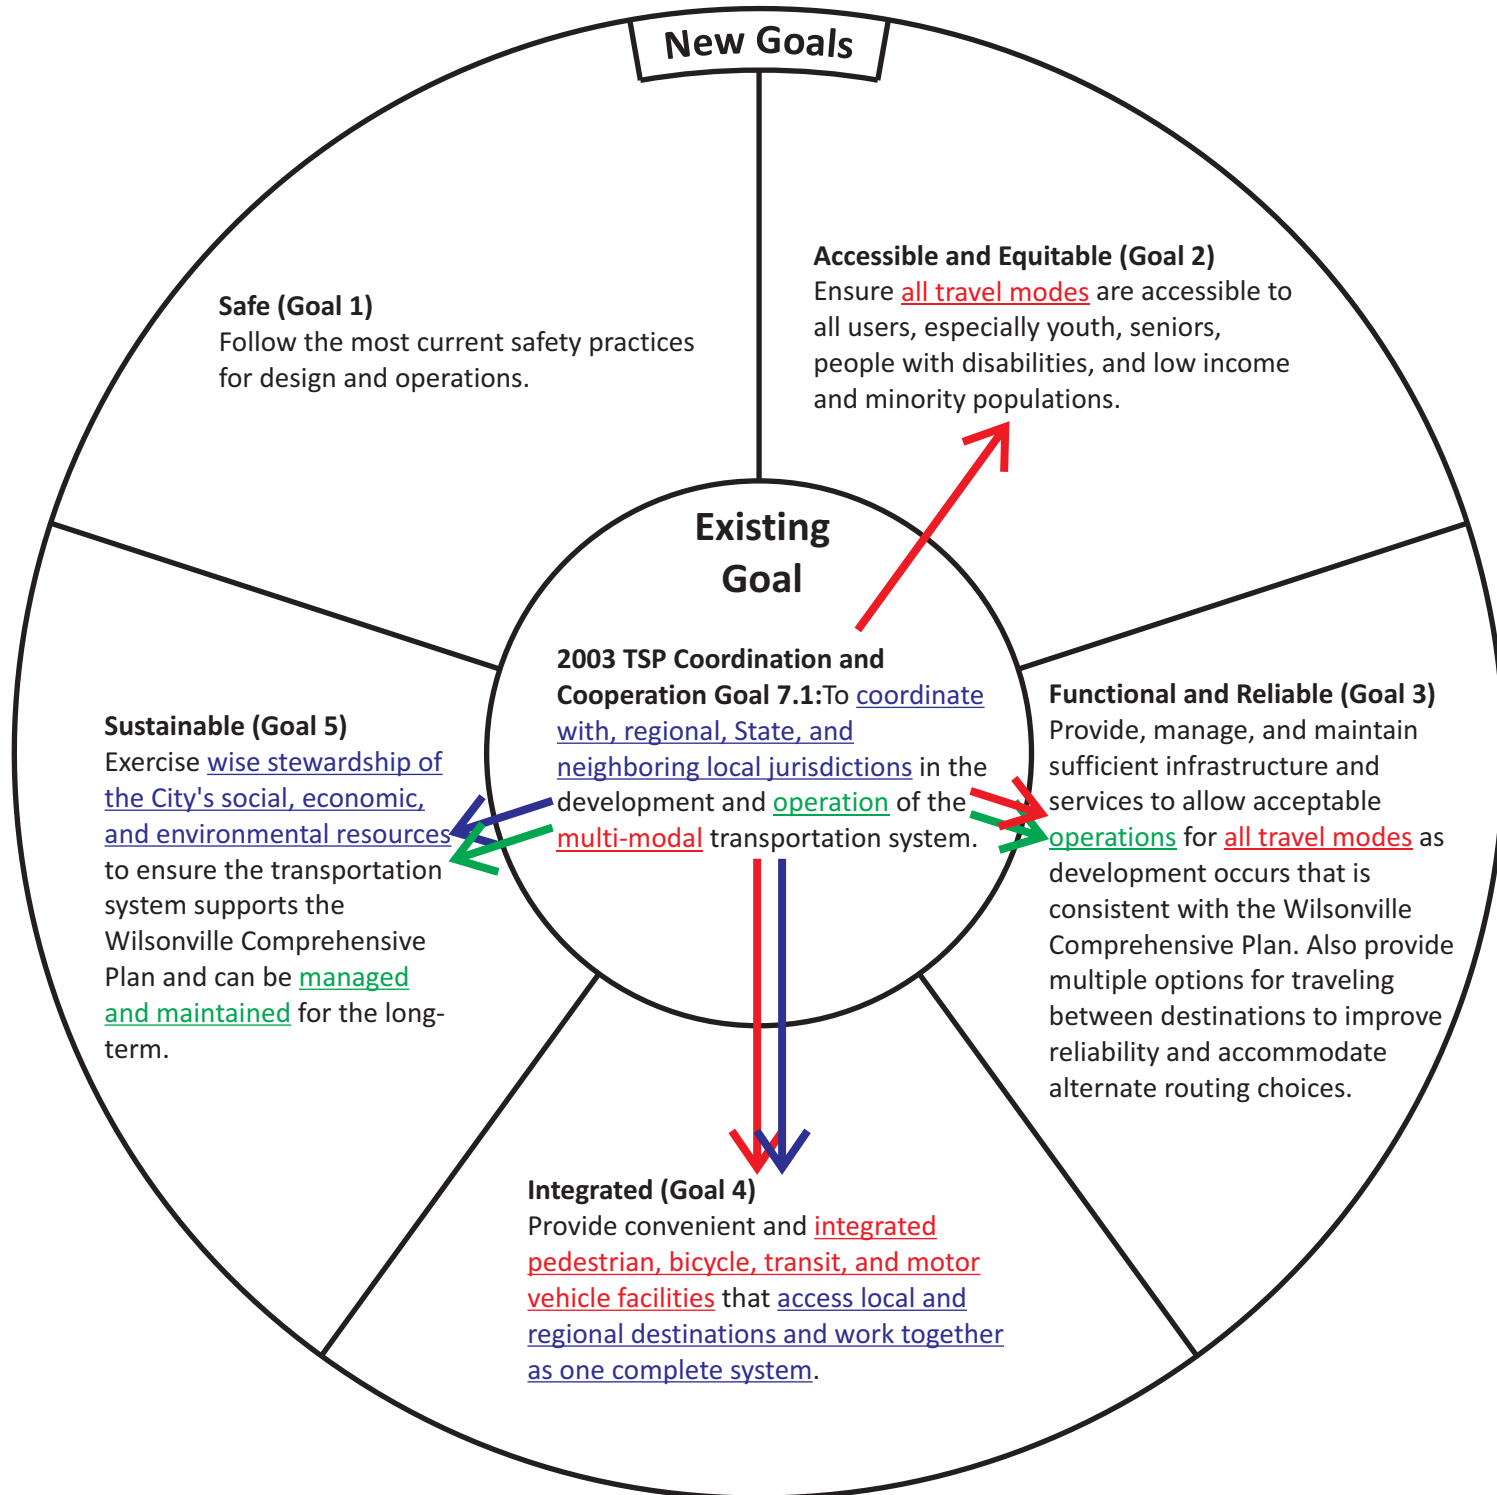 New Goals
Safe (Goal 1)
Follow the most current safety practices
for design and operations.
Accessible and Equitable (Goal 2)
Ensure all travel modes are accessible to
all users, especially youth, seniors,
people with disabilities, and low income
and minority populations.
Existing
Goal
2003 TSP Coordination and
Cooperation Goal 7.1:To coordinate
with, regional, State, and
neighboring local jurisdictions in the
development and operation of the
multi-modal transportation system.
Functional and Reliable (Goal 3)
Provide, manage, and maintain
sufficient infrastructure and
services to allow acceptable
operations for all travel modes as
development occurs that is
consistent with the Wilsonville
Comprehensive Plan. Also provide
multiple options for traveling
between destinations to improve
reliability and accommodate
alternate routing choices.
Sustainable (Goal 5)
Exercise wise stewardship of
the City's social, economic,
and environmental resources
to ensure the transportation
system supports the
Wilsonville Comprehensive
Plan and can be managed
and maintained for the long-
term.
Integrated (Goal 4)
Provide convenient and integrated
pedestrian, bicycle, transit, and motor
vehicle facilities that access local and
regional destinations and work together
as one complete system.